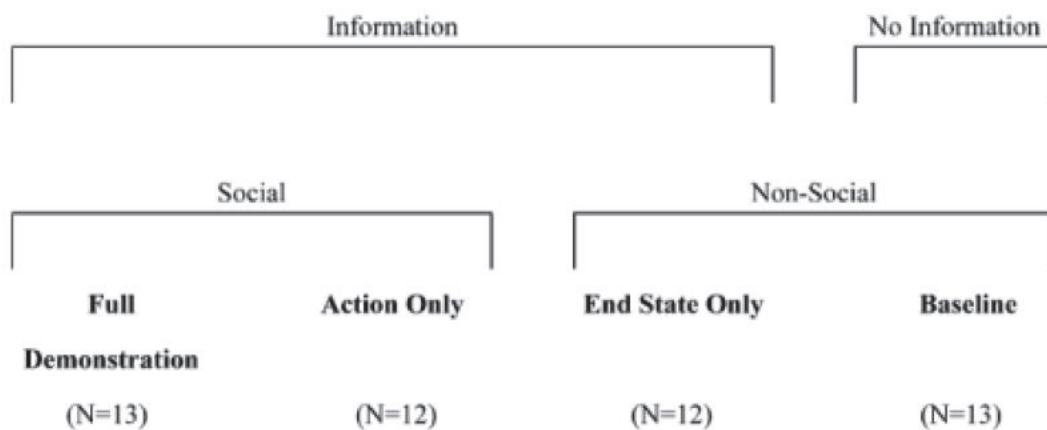 Information No Information
Social Non-Social
Full Action Only End State Only Baseline
Demonstration
(N=13) (N=12) (N=12) (N=13)